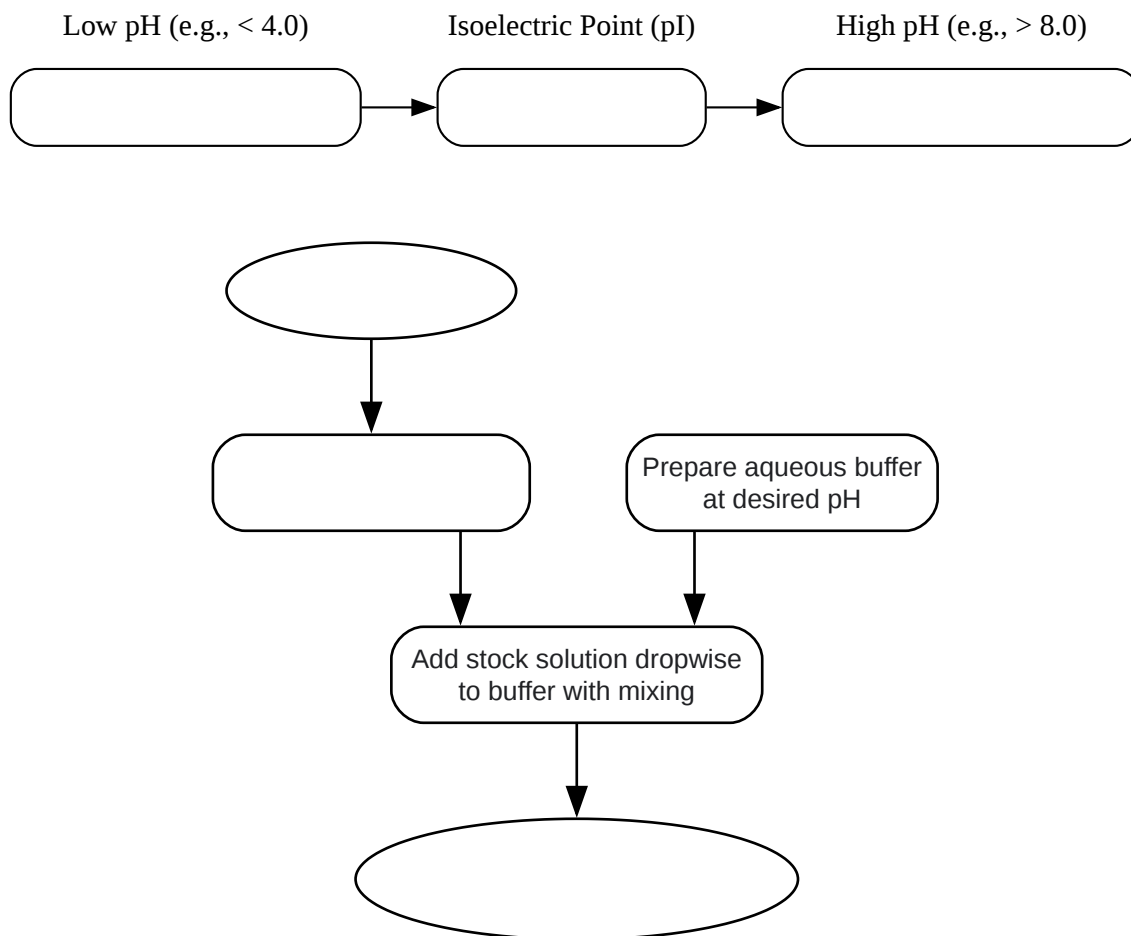 Low pH (e.g., < 4.0)
Isoelectric Point (pI)
High pH (e.g., > 8.0)
Prepare aqueous buffer
at desired pH
Add stock solution dropwise
to buffer with mixing